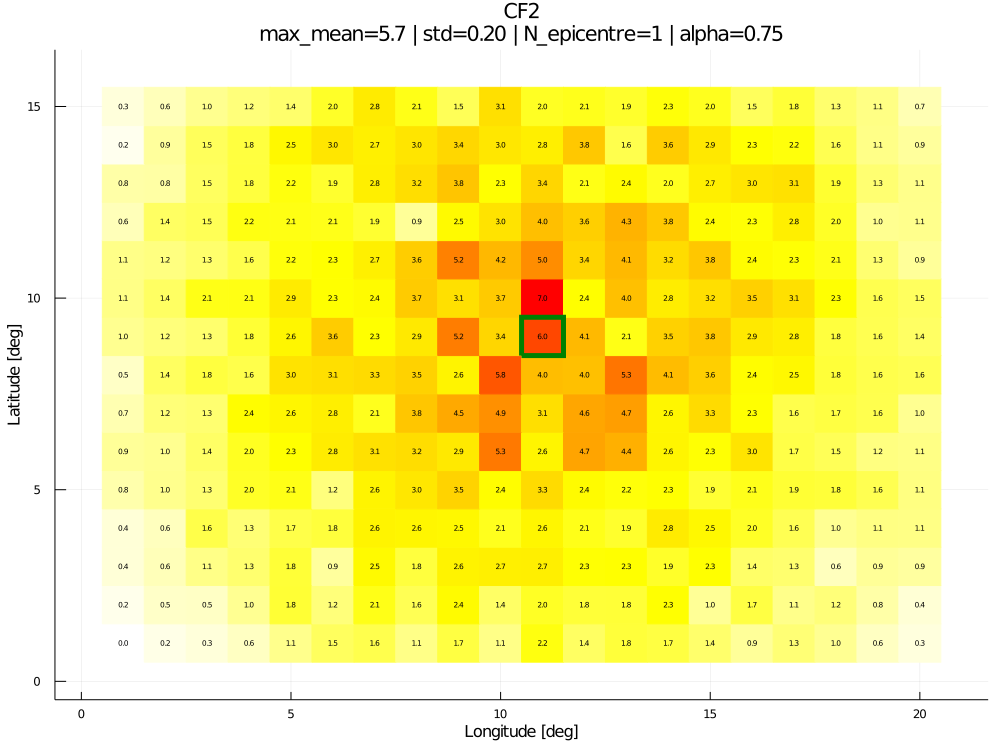 CF2
max_mean=5.7 | std=0.20 | N_epicentre=1 | alpha=0.75
15
0.3 0.6 1.0 1.2 1.4 2.0 2.8 2.1 1.5 3.1 2.0 2.1 1.9 2.3 2.0 1.5 1.8 1.3 1.1 0.7
0.2 0.9 1.5 1.8 2.5 3.0 2.7 3.0 3.4 3.0 2.8 3.8 1.6 3.6 2.9 2.3 2.2 1.6 1.1 0.9
0.8 0.8 1.5 1.8 2.2 1.9 2.8 3.2 3.8 2.3 3.4 2.1 2.4 2.0 2.7 3.0 3.1 1.9 1.3 1.1
0.6 1.4 1.5 2.2 2.1 2.1 1.9 0.9 2.5 3.0 4.0 3.6 4.3 3.8 2.4 2.3 2.8 2.0 1.0 1.1
1.1 1.2 1.3 1.6 2.2 2.3 2.7 3.6 5.2 4.2 5.0 3.4 4.1 3.2 3.8 2.4 2.3 2.1 1.3 0.9
10
1.1 1.4 2.1 2.1 2.9 2.3 2.4 3.7 3.1 3.7 7.0 2.4 4.0 2.8 3.2 3.5 3.1 2.3 1.6 1.5
1.0 1.2 1.3 1.8 2.6 3.6 2.3 2.9 5.2 3.4 6.0 4.1 2.1 3.5 3.8 2.9 2.8 1.8 1.6 1.4
0.5 1.4 1.8 1.6 3.0 3.1 3.3 3.5 2.6 5.8 4.0 4.0 5.3 4.1 3.6 2.4 2.5 1.8 1.6 1.6
0.7 1.2 1.3 2.4 2.6 2.8 2.1 3.8 4.5 4.9 3.1 4.6 4.7 2.6 3.3 2.3 1.6 1.7 1.6 1.0
0.9 1.0 1.4 2.0 2.3 2.8 3.1 3.2 2.9 5.3 2.6 4.7 4.4 2.6 2.3 3.0 1.7 1.5 1.2 1.1
5
0.8 1.0 1.3 2.0 2.1 1.2 2.6 3.0 3.5 2.4 3.3 2.4 2.2 2.3 1.9 2.1 1.9 1.8 1.6 1.1
0.4 0.6 1.6 1.3 1.7 1.8 2.6 2.6 2.5 2.1 2.6 2.1 1.9 2.8 2.5 2.0 1.6 1.0 1.1 1.1
0.4 0.6 1.1 1.3 1.8 0.9 2.5 1.8 2.6 2.7 2.7 2.3 2.3 1.9 2.3 1.4 1.3 0.6 0.9 0.9
0.2 0.5 0.5 1.0 1.8 1.2 2.1 1.6 2.4 1.4 2.0 1.8 1.8 2.3 1.0 1.7 1.1 1.2 0.8 0.4
0.0 0.2 0.3 0.6 1.1 1.5 1.6 1.1 1.7 1.1 2.2 1.4 1.8 1.7 1.4 0.9 1.3 1.0 0.6 0.3
0
Latitude [deg]
0 5 10 15 20
Longitude [deg]